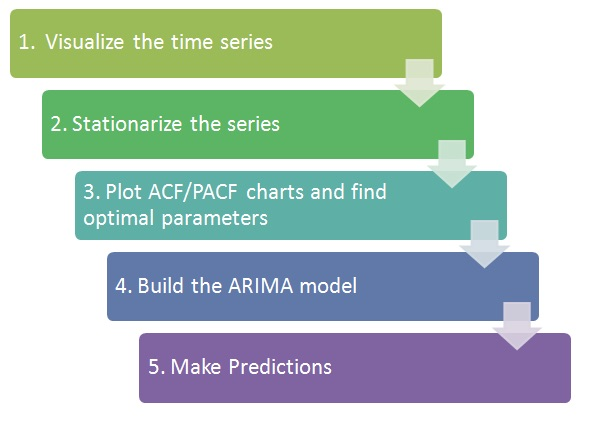 1. Visualize the time series
2. Stationarize the series
3. Plot ACF/PACF charts and find
optimal parameters
4. Build the ARIMA model
5. Make Predictions